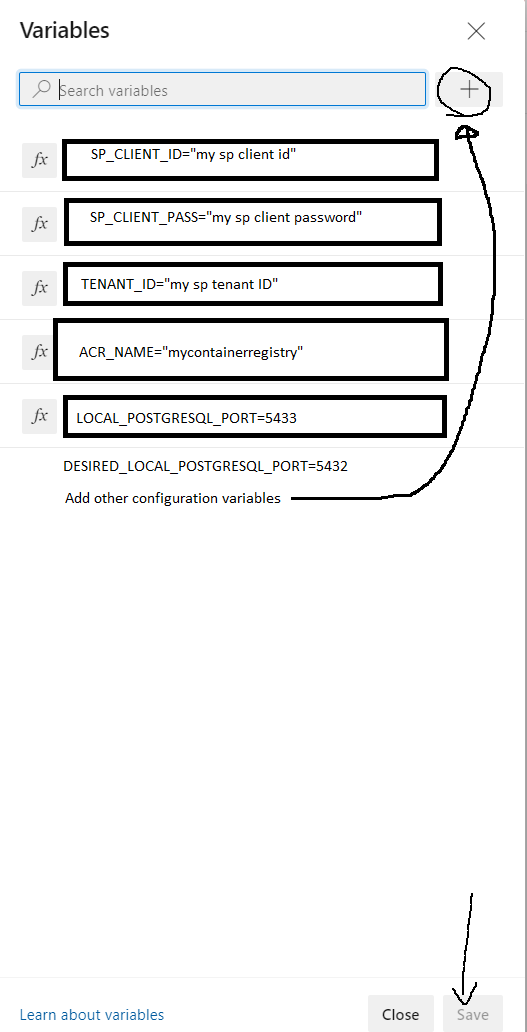 Variables
Search variables
fx SP_CLIENT_ID="my sp client id"
fx SP_CLIENT_PASS="my sp client password"
fx TENANT_ID="my sp tenant ID"
fx ACR_NAME="mycontainerregistry"
fx LOCAL_POSTGRESQL_PORT=5433
DESIRED_LOCAL_POSTGRESQL_PORT=5432
Add other configuration variables
Learn about variables Close Save